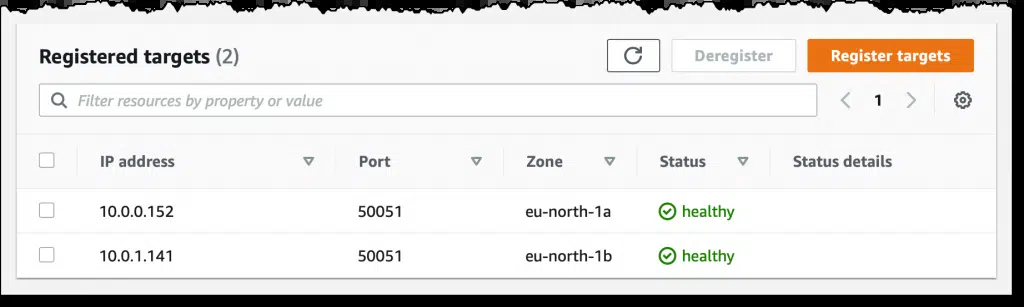 Registered targets (2)
Deregister
Register targets
Filter resources by property or value
1
IP address Port Zone Status Status details
10.0.0.152 50051 eu-north-1a healthy
10.0.1.141 50051 eu-north-1b healthy